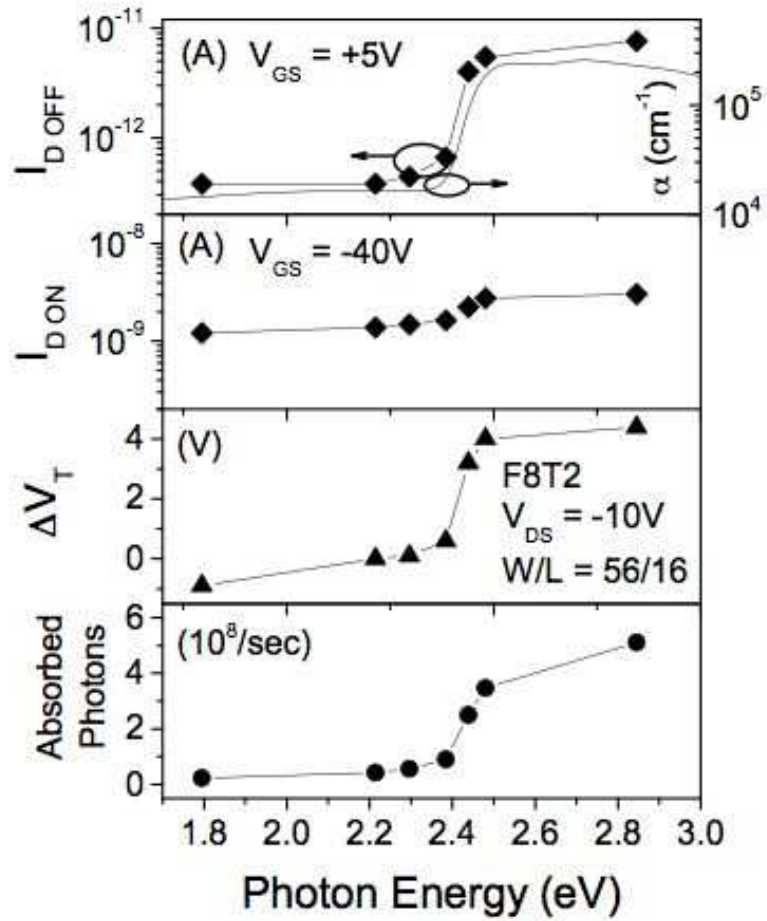 10⁻¹¹
10⁻¹²
I_D OFF
(A) V_GS = +5V
10⁵
10⁴
α (cm⁻¹)
10⁻⁸
10⁻⁹
I_D ON
(A) V_GS = -40V
4
2
0
ΔV_T
(V)
F8T2
V_DS = -10V
W/L = 56/16
6
4
2
0
Absorbed
Photons
(10⁸/sec)
1.8 2.0 2.2 2.4 2.6 2.8 3.0
Photon Energy (eV)